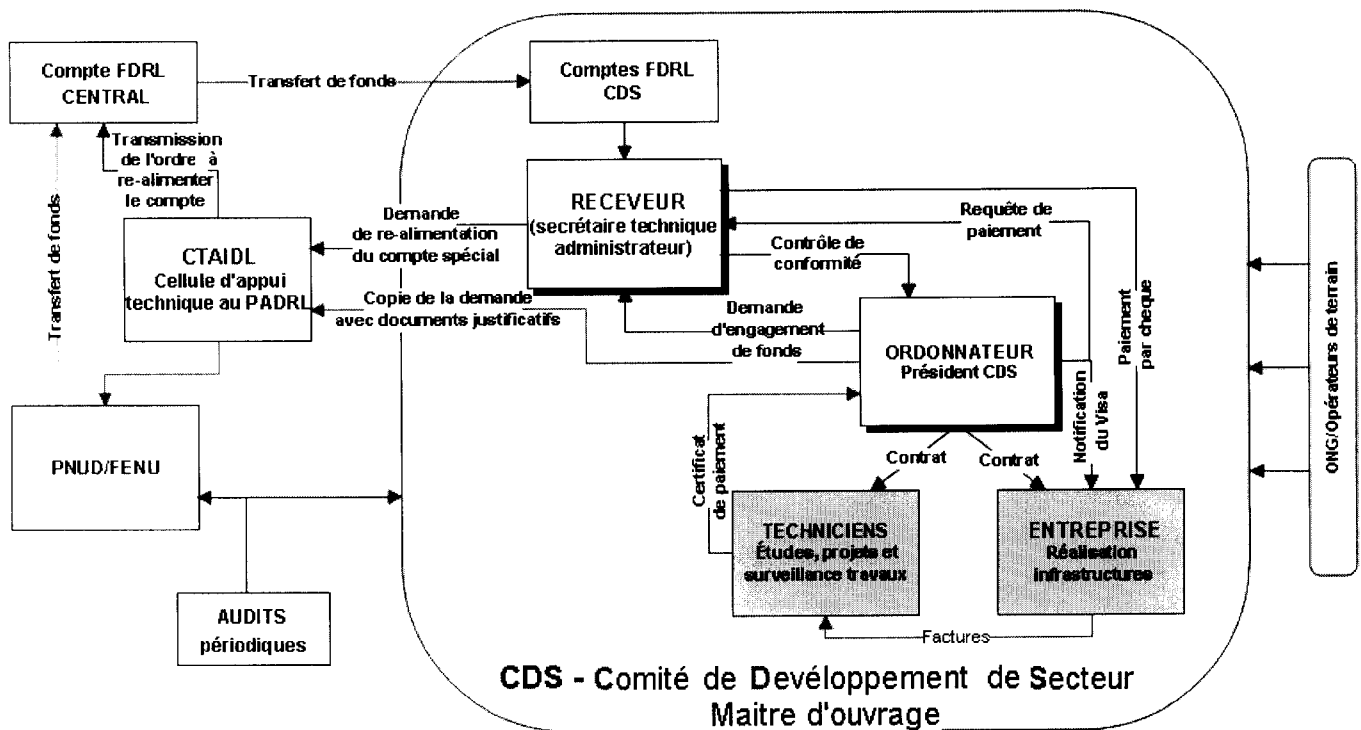 Compte FDRL
CENTRAL
Transfert de fonds
Comptes FDRL
CDS
Transmission
de l'ordre à
re-alimenter
le compte
Transfert de fonds
CTAIDL
Cellule d'appui
technique au PADRL
Demande
de re-alimentation
du compte spécial
Copie de la demande
avec documents justificatifs
RECEVEUR
(secrétaire technique
administrateur)
Requête de
paiement
Contrôle de
conformité
Demande
d'engagement
de fonds
ORDONNATEUR
Président CDS
Paiement
par cheque
Notification
du Visa
Certificat
de paiement
Contrat
Contrat
PNUD/FENU
TECHNICIENS
Études, projets et
surveillance travaux
ENTREPRISE
Réalisation
infrastructures
Factures
AUDITS
périodiques
ONG/Opérateurs de terrain
CDS - Comité de Devéloppement de Secteur
Maitre d'ouvrage